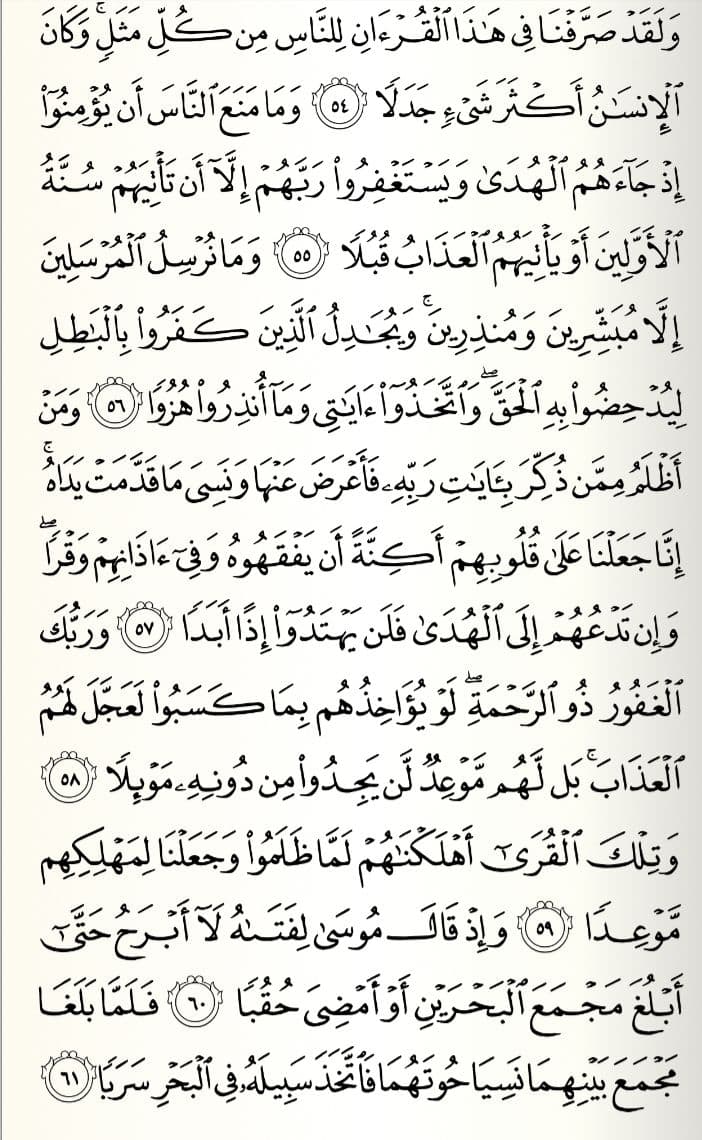 وَلَقَدْ صَرَّفْنَا فِى هَـٰذَا ٱلْقُرْءَانِ لِلنَّاسِ مِن كُلِّ مَثَلٍۚ وَكَانَ
ٱلْإِنسَـٰنُ أَكْثَرَ شَىْءٍ جَدَلًا ٥٤ وَمَا مَنَعَ ٱلنَّاسَ أَن يُؤْمِنُوٓا۟
إِذْ جَآءَهُمُ ٱلْهُدَىٰ وَيَسْتَغْفِرُوا۟ رَبَّهُمْ إِلَّآ أَن تَأْتِيَهُمْ سُنَّةُ
ٱلْأَوَّلِينَ أَوْ يَأْتِيَهُمُ ٱلْعَذَابُ قُبُلًا ٥٥ وَمَا نُرْسِلُ ٱلْمُرْسَلِينَ
إِلَّا مُبَشِّرِينَ وَمُنذِرِينَۚ وَيُجَـٰدِلُ ٱلَّذِينَ كَفَرُوا۟ بِٱلْبَـٰطِلِ
لِيُدْحِضُوا۟ بِهِ ٱلْحَقَّۖ وَٱتَّخَذُوٓا۟ ءَايَـٰتِى وَمَآ أُنذِرُوا۟ هُزُوًا ٥٦ وَمَنْ
أَظْلَمُ مِمَّن ذُكِّرَ بِـَٔايَـٰتِ رَبِّهِۦ فَأَعْرَضَ عَنْهَا وَنَسِىَ مَا قَدَّمَتْ يَدَاهُۚ
إِنَّا جَعَلْنَا عَلَىٰ قُلُوبِهِمْ أَكِنَّةً أَن يَفْقَهُوهُ وَفِىٓ ءَاذَانِهِمْ وَقْرًاۖ
وَإِن تَدْعُهُمْ إِلَى ٱلْهُدَىٰ فَلَن يَهْتَدُوٓا۟ إِذًا أَبَدًا ٥٧ وَرَبُّكَ
ٱلْغَفُورُ ذُو ٱلرَّحْمَةِۖ لَوْ يُؤَاخِذُهُم بِمَا كَسَبُوا۟ لَعَجَّلَ لَهُمُ
ٱلْعَذَابَۚ بَل لَّهُم مَّوْعِدٌ لَّن يَجِدُوا۟ مِن دُونِهِۦ مَوْئِلًا ٥٨
وَتِلْكَ ٱلْقُرَىٰٓ أَهْلَكْنَـٰهُمْ لَمَّا ظَلَمُوا۟ وَجَعَلْنَا لِمَهْلِكِهِم
مَّوْعِدًا ٥٩ وَإِذْ قَالَ مُوسَىٰ لِفَتَىٰهُ لَآ أَبْرَحُ حَتَّىٰٓ
أَبْلُغَ مَجْمَعَ ٱلْبَحْرَيْنِ أَوْ أَمْضِىَ حُقُبًا ٦٠ فَلَمَّا بَلَغَا
مَجْمَعَ بَيْنِهِمَا نَسِيَا حُوتَهُمَا فَٱتَّخَذَ سَبِيلَهُۥ فِى ٱلْبَحْرِ سَرَبًا ٦١